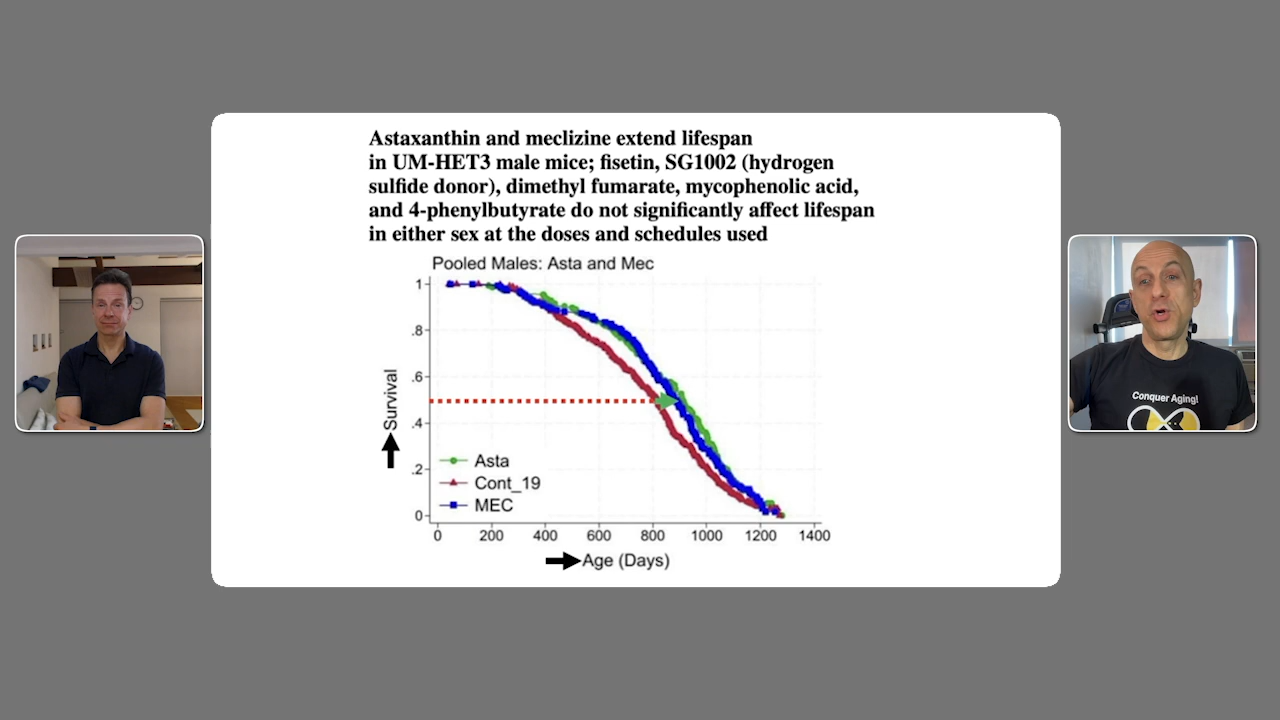 Astaxanthin and meclizine extend lifespan
in UM-HET3 male mice; fisetin, SG1002 (hydrogen
sulfide donor), dimethyl fumarate, mycophenolic acid,
and 4-phenylbutyrate do not significantly affect lifespan
in either sex at the doses and schedules used
Pooled Males: Asta and Mec
1
.8
.6
.4
.2
0
Survival
Asta
Cont_19
MEC
0 200 400 600 800 1000 1200 1400
Age (Days)
Conquer Aging!